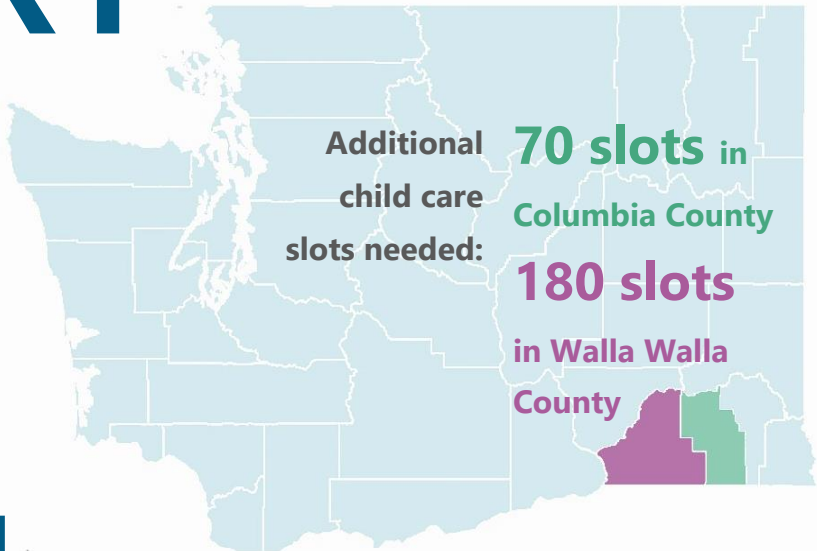 Additional
child care
slots needed:
70 slots in
Columbia County
180 slots
in Walla Walla
County